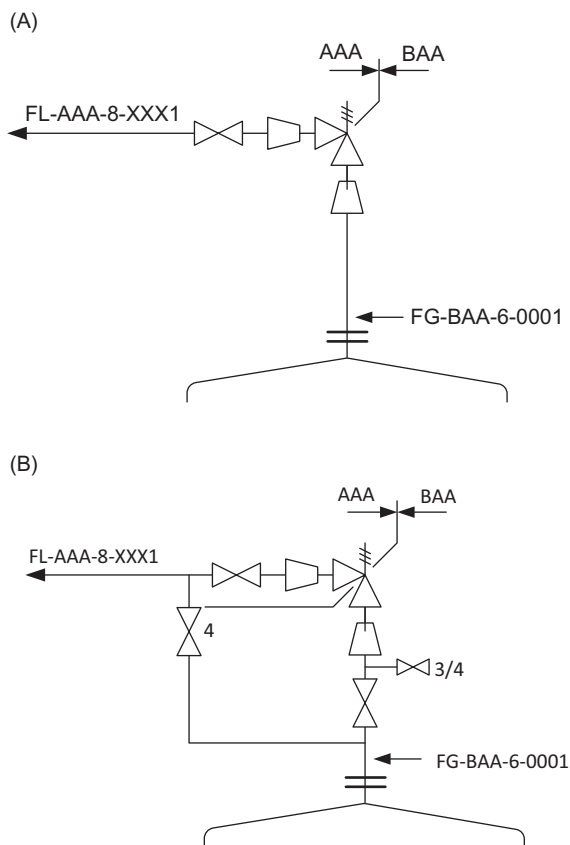 (A)
AAA BAA
FL-AAA-8-XXX1
FG-BAA-6-0001
(B)
AAA BAA
FL-AAA-8-XXX1
4
3/4
FG-BAA-6-0001